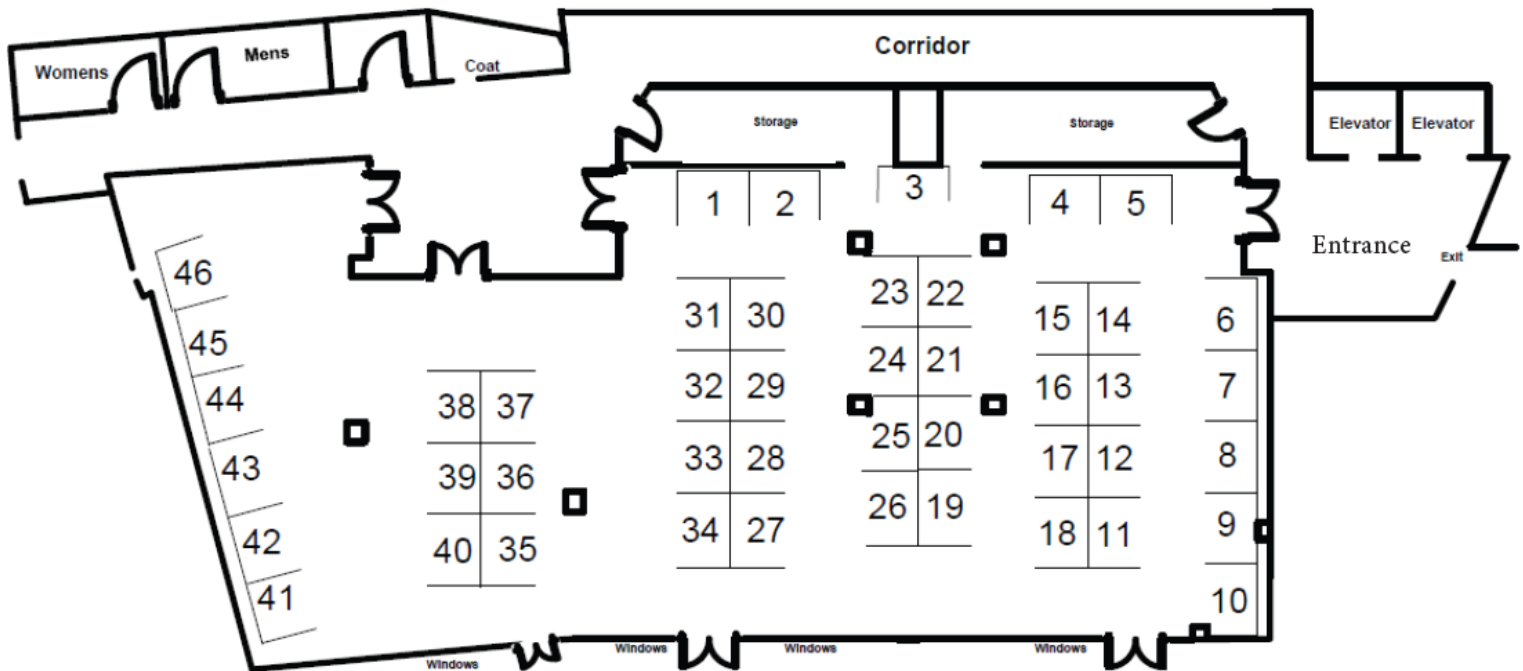 Corridor
Womens
Mens
Coat
Storage
Storage
Elevator
Elevator
Entrance
Exit
1
2
3
4
5
46
45
44
43
42
41
38 37
39 36
40 35
31 30
32 29
33 28
34 27
23 22
24 21
25 20
26 19
15 14
16 13
17 12
18 11
6
7
8
9
10
Windows
Windows
Windows
Windows